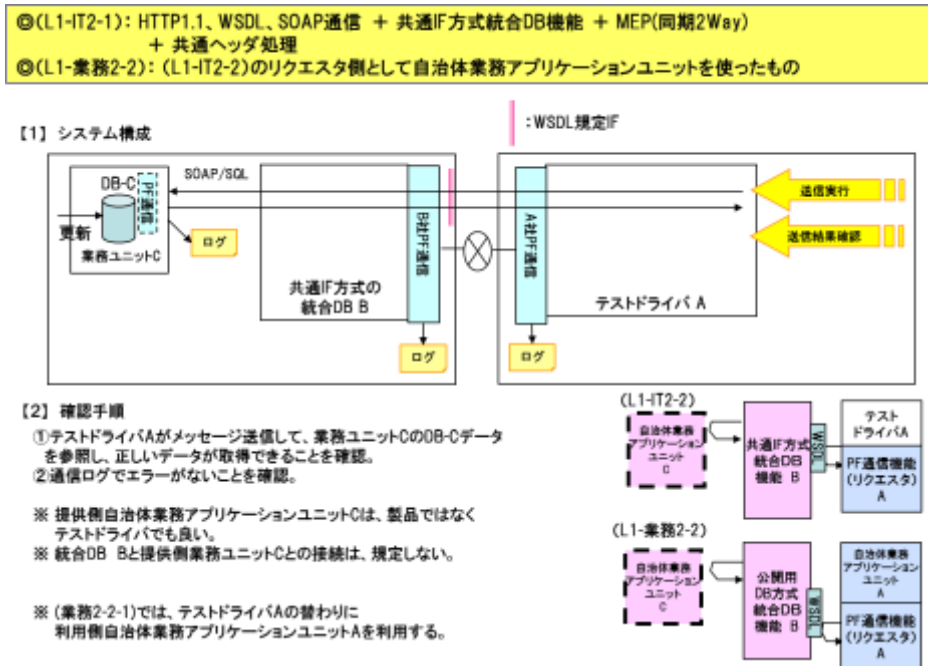 ◎(L1-IT2-1): HTTP1.1、WSDL、SOAP通信 + 共通IF方式統合DB機能 + MEP(同期2Way)
+ 共通ヘッダ処理
◎(L1-業務2-2): (L1-IT2-2)のリクエスタ側として自治体業務アプリケーションユニットを使ったもの
:WSDL規定IF
【1】 システム構成
DB-C
PF通信
SOAP/SQL
更新
業務ユニットC
ログ
共通IF方式の
統合DB B
B社PF通信
ログ
A社PF通信
ログ
テストドライバ A
送信実行
送信結果確認
【2】 確認手順
①テストドライバAがメッセージ送信して、業務ユニットCのDB-Cデータ
を参照し、正しいデータが取得できることを確認。
②通信ログでエラーがないことを確認。
※ 提供側自治体業務アプリケーションユニットCは、製品ではなく
テストドライバでも良い。
※ 統合DB Bと提供側業務ユニットCとの接続は、規定しない。
※ (業務2-2-1)では、テストドライバAの替わりに
利用側自治体業務アプリケーションユニットAを利用する。
(L1-IT2-2)
自治体業務
アプリケーション
ユニット
C
共通IF方式
統合DB
機能 B
WSDL
テスト
ドライバA
PF通信機能
(リクエスタ)
A
(L1-業務2-2)
自治体業務
アプリケーション
ユニット
C
公開用
DB方式
統合DB
機能 B
WSDL
自治体業務
アプリケーション
ユニット
A
PF通信機能
(リクエスタ)
A